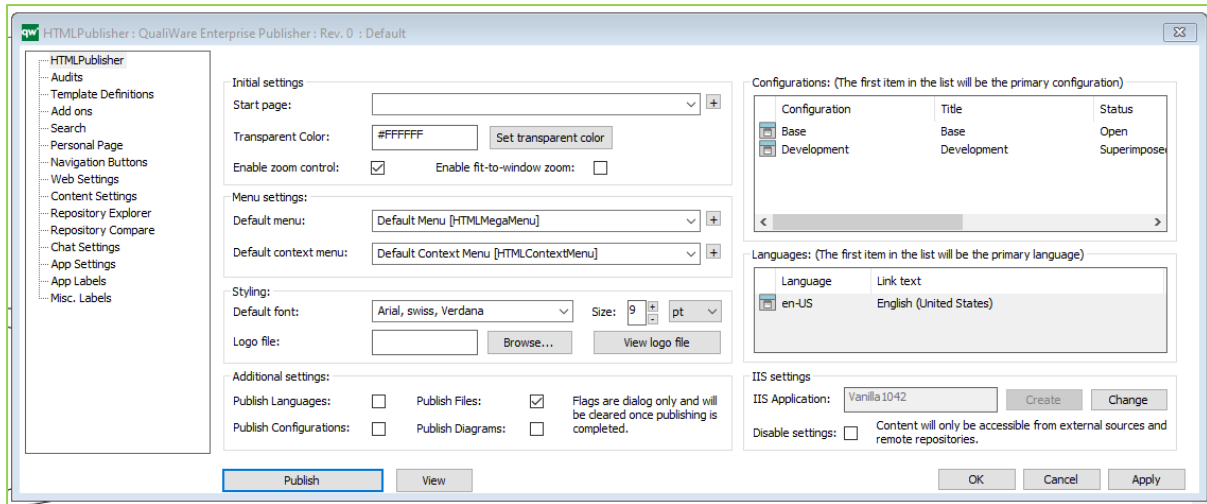 qw HTMLPublisher : QualiWare Enterprise Publisher : Rev. 0 : Default
HTMLPublisher
Audits
Template Definitions
Add ons
Search
Personal Page
Navigation Buttons
Web Settings
Content Settings
Repository Explorer
Repository Compare
Chat Settings
App Settings
App Labels
Misc. Labels
Initial settings
Start page: +
Transparent Color: #FFFFFF Set transparent color
Enable zoom control: Enable fit-to-window zoom:
Menu settings:
Default menu: Default Menu [HTMLMegaMenu] +
Default context menu: Default Context Menu [HTMLContextMenu] +
Styling:
Default font: Arial, swiss, Verdana Size: 9 + - pt
Logo file: Browse... View logo file
Additional settings:
Publish Languages: Publish Files:
Publish Configurations: Publish Diagrams:
Flags are dialog only and will
be cleared once publishing is
completed.
Configurations: (The first item in the list will be the primary configuration)
Configuration Title Status
Base Base Open
Development Development Superimposed
Languages: (The first item in the list will be the primary language)
Language Link text
en-US English (United States)
IIS settings
IIS Application: Vanilla1042 Create Change
Disable settings: Content will only be accessible from external sources and
remote repositories.
Publish View OK Cancel Apply